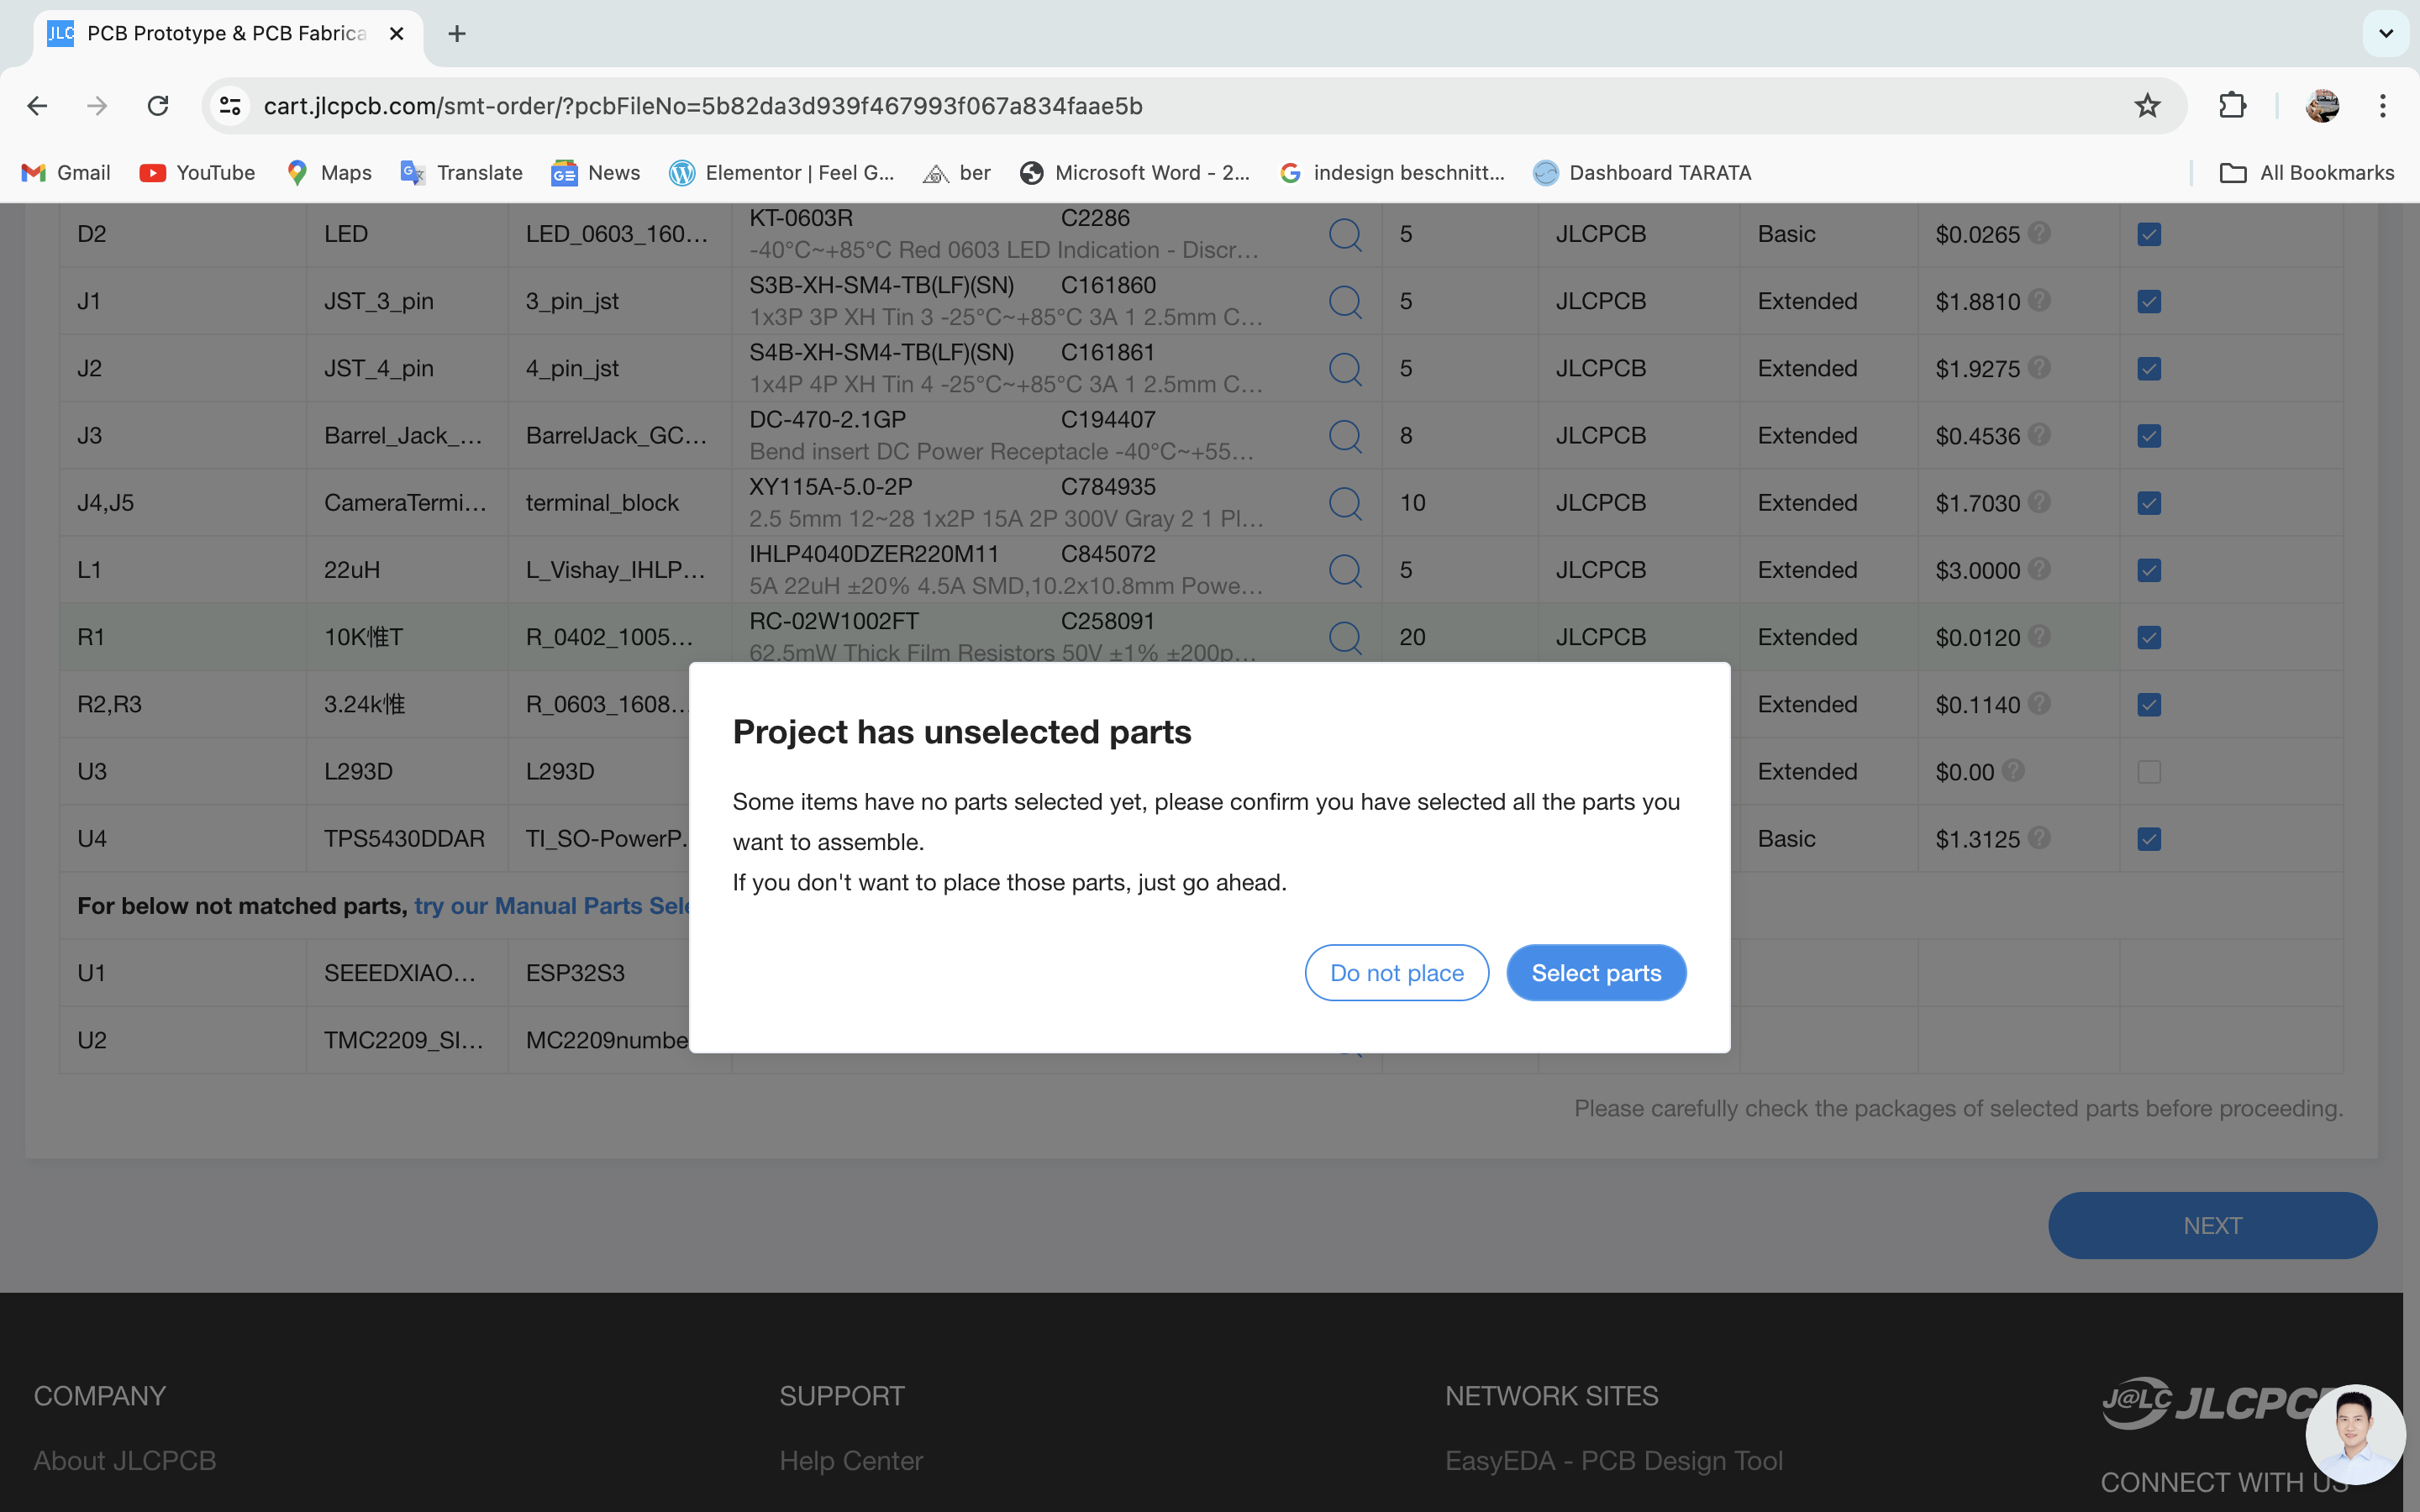 JLC PCB Prototype & PCB Fabrica
cart.jlcpcb.com/smt-order/?pcbFileNo=5b82da3d939f467993f067a834faae5b
Gmail YouTube Maps Translate News Elementor | Feel G... ber Microsoft Word - 2... indesign beschnitt... Dashboard TARATA All Bookmarks
D2 LED LED_0603_160... KT-0603R C2286 5 JLCPCB Basic $0.0265
-40°C~+85°C Red 0603 LED Indication - Discr...
J1 JST_3_pin 3_pin_jst S3B-XH-SM4-TB(LF)(SN) C161860 5 JLCPCB Extended $1.8810
1x3P 3P XH Tin 3 -25°C~+85°C 3A 1 2.5mm C...
J2 JST_4_pin 4_pin_jst S4B-XH-SM4-TB(LF)(SN) C161861 5 JLCPCB Extended $1.9275
1x4P 4P XH Tin 4 -25°C~+85°C 3A 1 2.5mm C...
J3 Barrel_Jack_... BarrelJack_GC... DC-470-2.1GP C194407 8 JLCPCB Extended $0.4536
Bend insert DC Power Receptacle -40°C~+55...
J4,J5 CameraTermi... terminal_block XY115A-5.0-2P C784935 10 JLCPCB Extended $1.7030
2.5 5mm 12~28 1x2P 15A 2P 300V Gray 2 1 Pl...
L1 22uH L_Vishay_IHLP... IHLP4040DZER220M11 C845072 5 JLCPCB Extended $3.0000
5A 22uH ±20% 4.5A SMD,10.2x10.8mm Powe...
R1 10K惟T R_0402_1005... RC-02W1002FT C258091 20 JLCPCB Extended $0.0120
62.5mW Thick Film Resistors 50V ±1% ±200p...
R2,R3 3.24k惟 R_0603_1608... Extended $0.1140
U3 L293D L293D Extended $0.00
U4 TPS5430DDAR TI_SO-PowerP. Basic $1.3125
For below not matched parts, try our Manual Parts Sele
U1 SEEEDXIAO... ESP32S3
U2 TMC2209_SI... MC2209numbe
Project has unselected parts
Some items have no parts selected yet, please confirm you have selected all the parts you
want to assemble.
If you don't want to place those parts, just go ahead.
Do not place Select parts
Please carefully check the packages of selected parts before proceeding.
NEXT
COMPANY SUPPORT NETWORK SITES J@LC JLCPC
About JLCPCB Help Center EasyEDA - PCB Design Tool
CONNECT WITH US